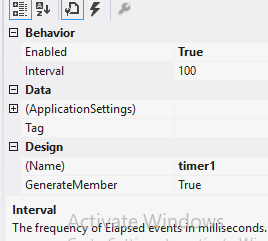 Behavior
Enabled True
Interval 100
Data
(ApplicationSettings)
Tag
Design
(Name) timer1
GenerateMember True
Interval
Activate Windows
The frequency of Elapsed events in milliseconds.